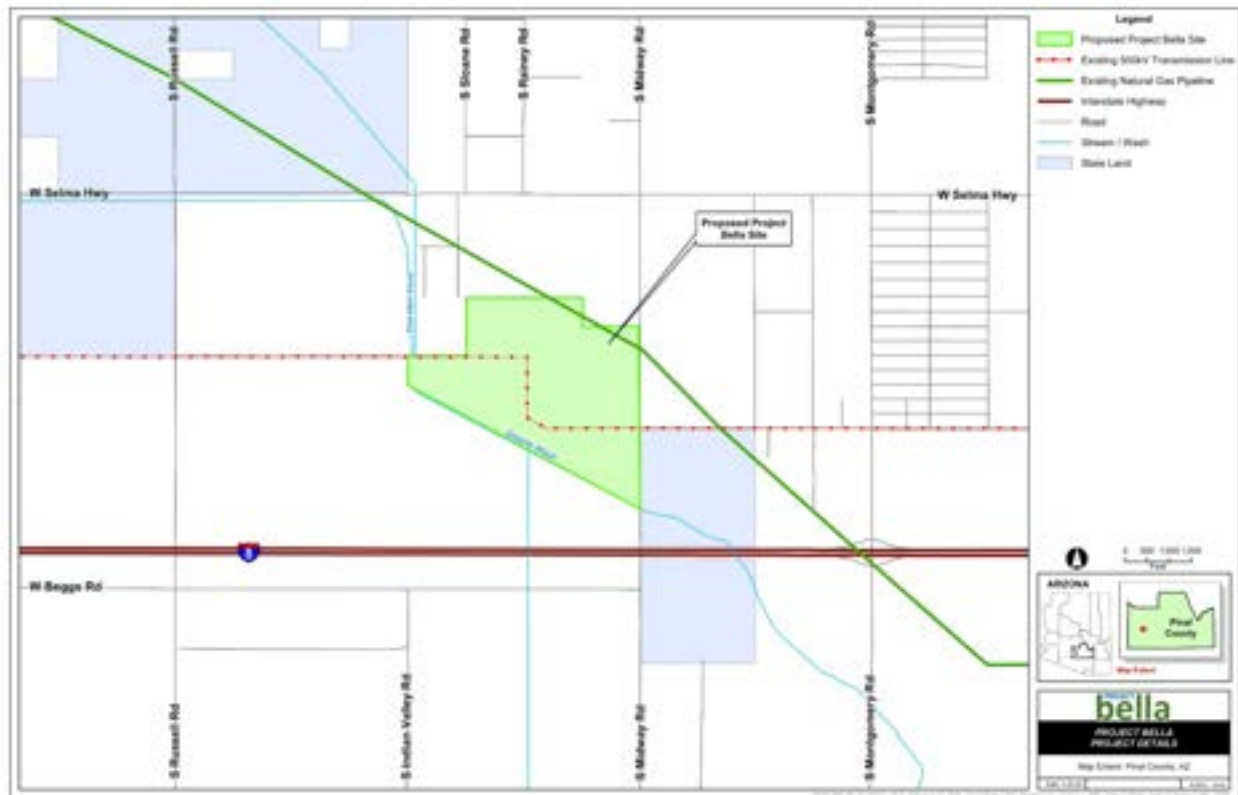 S Russell Rd
S Sloane Rd
S Rainey Rd
S Midway Rd
S Montgomery Rd
W Selma Hwy
W Selma Hwy
Proposed Project
Bella Site
8
W Beggs Rd
S Russell Rd
S Indian Valley Rd
S Midway Rd
S Montgomery Rd
Legend
Proposed Project Bella Site
Existing 500kV Transmission Line
Existing Natural Gas Pipeline
Interstate Highway
Road
Stream / Wash
State Land
Feet
ARIZONA
Pinal
County
Map Extent
bella
PROJECT BELLA
PROJECT DETAILS
Map Extent: Pinal County, AZ